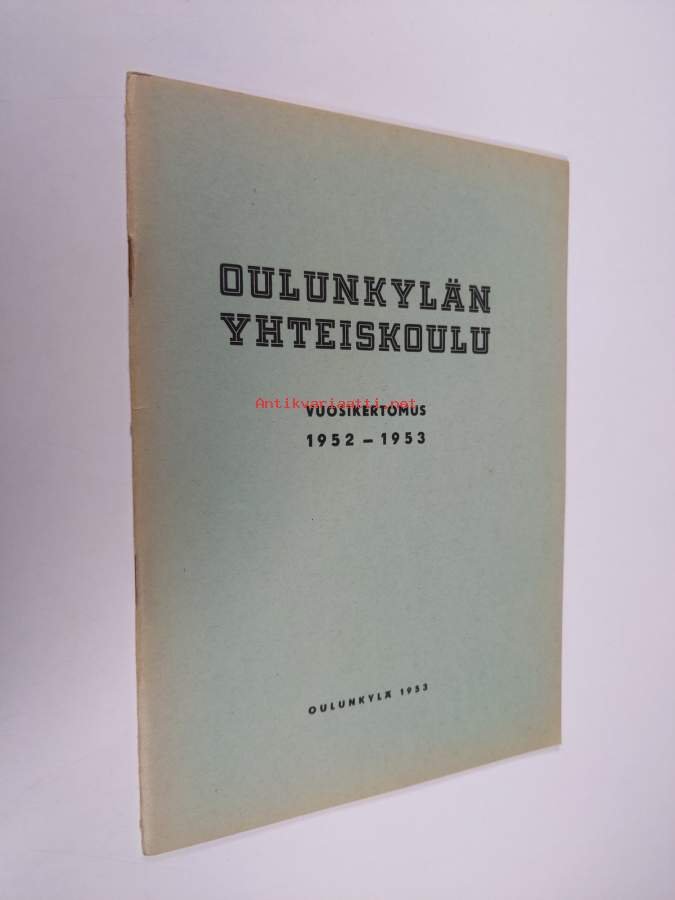 OULUNKYLÄN
YHTEISKOULU
Antikvariaatti.net
VUOSIKERTOMUS
1952 – 1953
OULUNKYLÄ 1953